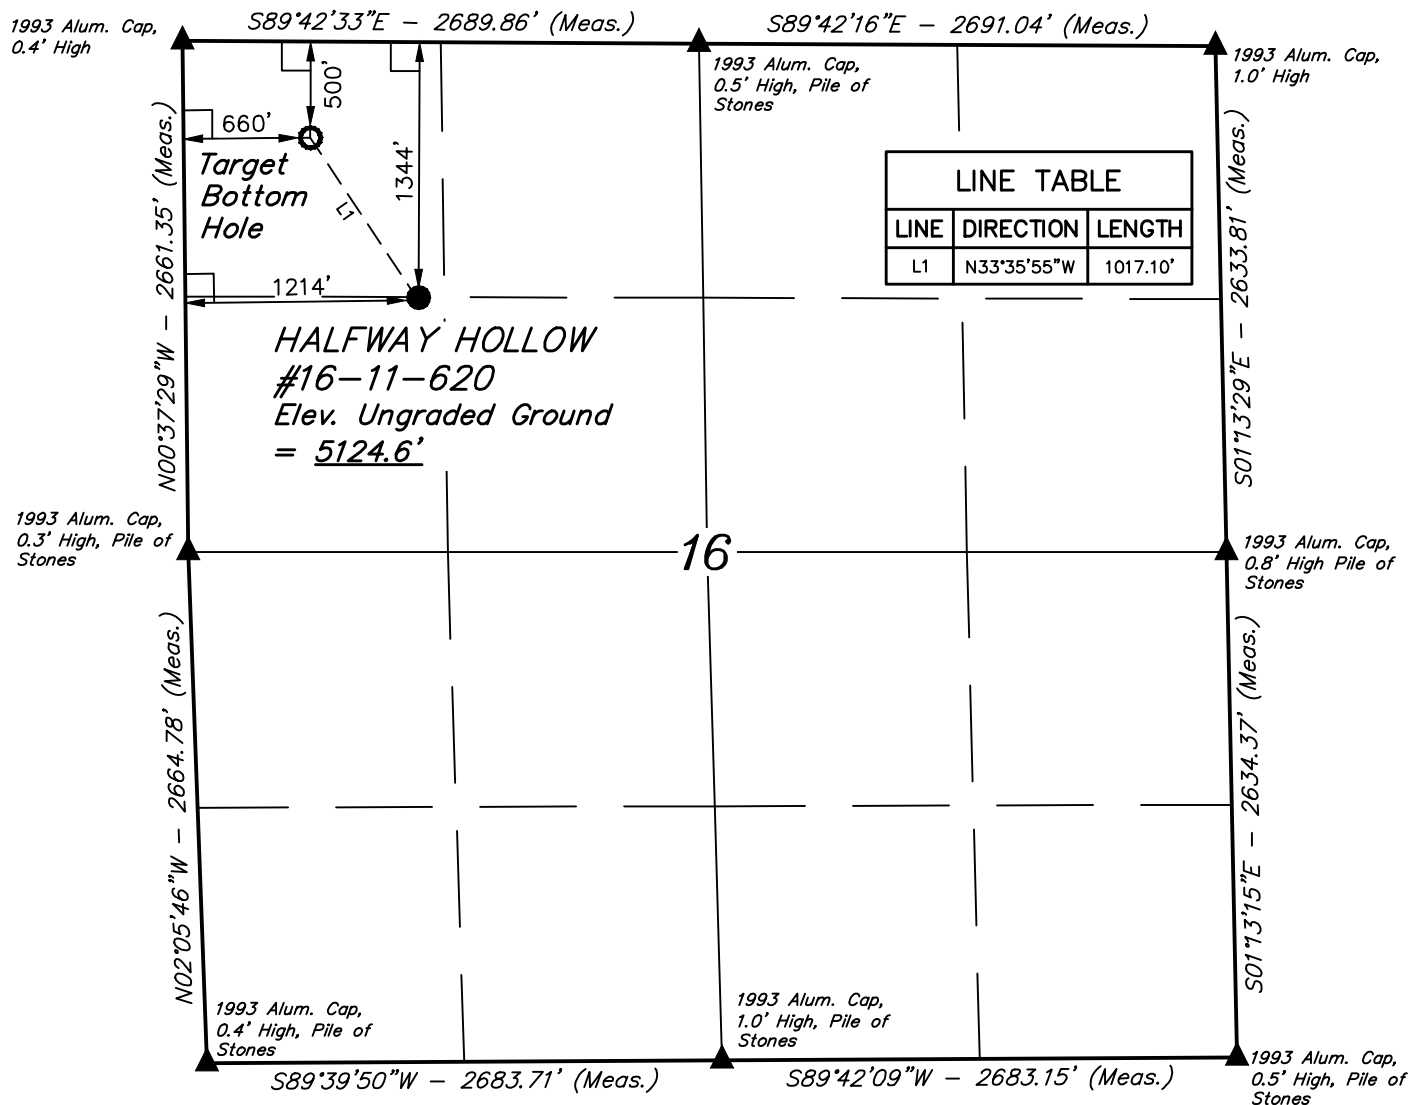 S89°42'33"E - 2689.86' (Meas.)
S89°42'16"E - 2691.04' (Meas.)
1993 Alum. Cap,
0.4' High
1993 Alum. Cap,
0.5' High, Pile of
Stones
1993 Alum. Cap,
1.0' High
500'
660'
1344'
Target
Bottom
Hole
L1
1214'
LINE TABLE
LINE DIRECTION LENGTH
L1 N33°35'55"W 1017.10'
N00°37'29"W - 2661.35' (Meas.)
S01°13'29"E - 2633.81' (Meas.)
HALFWAY HOLLOW
#16-11-620
Elev. Ungraded Ground
= 5124.6'
1993 Alum. Cap,
0.3' High, Pile of
Stones
16
1993 Alum. Cap,
0.8' High Pile of
Stones
N02°05'46"W - 2664.78' (Meas.)
S01°13'15"E - 2634.37' (Meas.)
1993 Alum. Cap,
0.4' High, Pile of
Stones
1993 Alum. Cap,
1.0' High, Pile of
Stones
1993 Alum. Cap,
0.5' High, Pile of
Stones
S89°39'50"W - 2683.71' (Meas.)
S89°42'09"W - 2683.15' (Meas.)